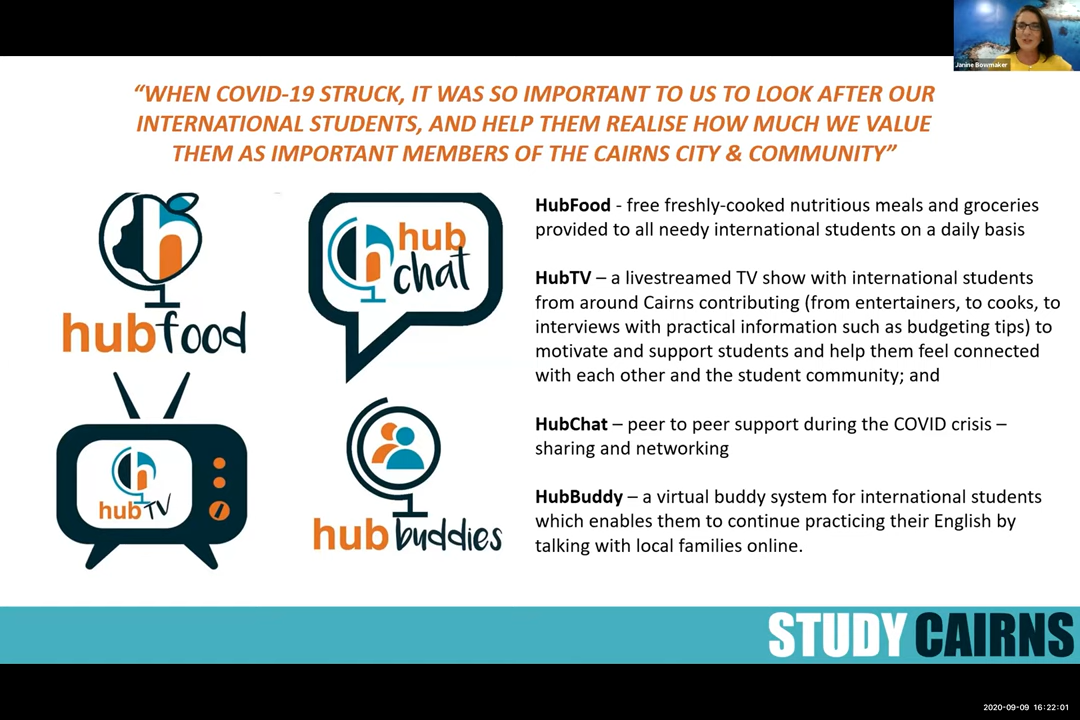 Janine Bowmaker
“WHEN COVID-19 STRUCK, IT WAS SO IMPORTANT TO US TO LOOK AFTER OUR
INTERNATIONAL STUDENTS, AND HELP THEM REALISE HOW MUCH WE VALUE
THEM AS IMPORTANT MEMBERS OF THE CAIRNS CITY & COMMUNITY”
h
hubfood
h hub
chat
h
hubTV
hub buddies
HubFood - free freshly-cooked nutritious meals and groceries
provided to all needy international students on a daily basis
HubTV – a livestreamed TV show with international students
from around Cairns contributing (from entertainers, to cooks, to
interviews with practical information such as budgeting tips) to
motivate and support students and help them feel connected
with each other and the student community; and
HubChat – peer to peer support during the COVID crisis –
sharing and networking
HubBuddy – a virtual buddy system for international students
which enables them to continue practicing their English by
talking with local families online.
STUDY CAIRNS
2020-09-09 16:22:01